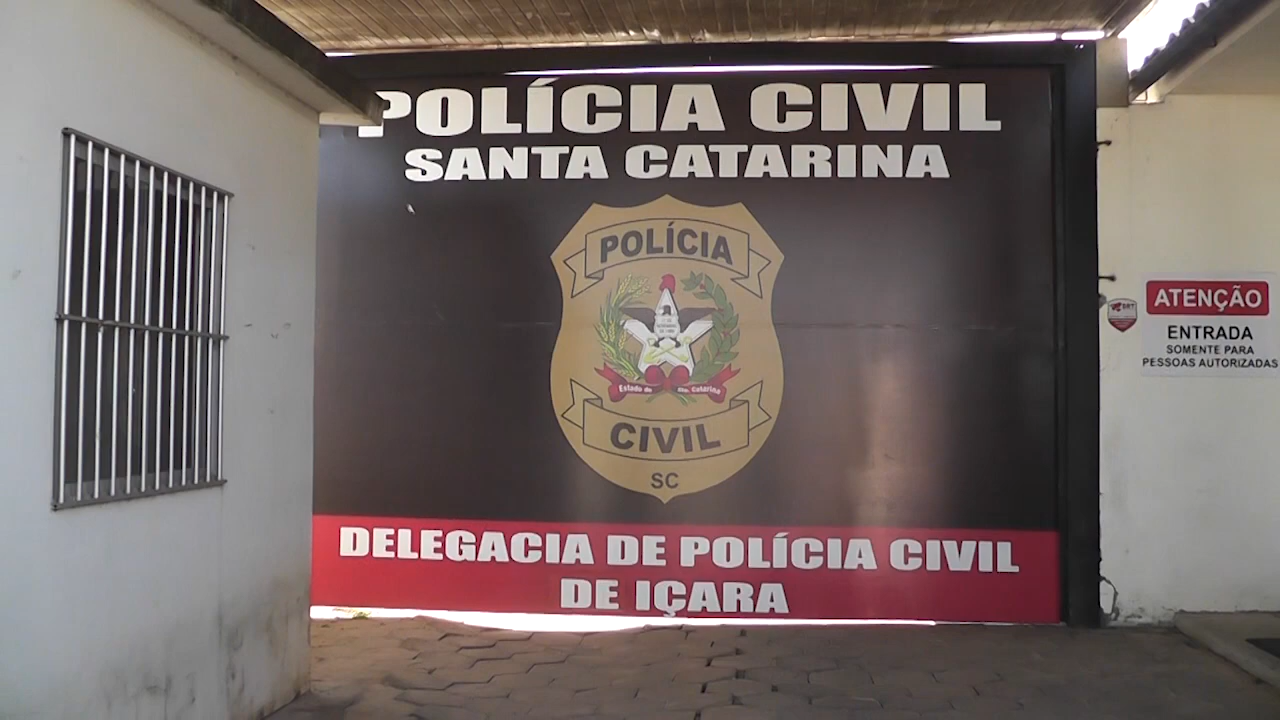 POLÍCIA CIVIL
SANTA CATARINA
POLÍCIA
Estado de Sta. Catarina
CIVIL
SC
DELEGACIA DE POLÍCIA CIVIL
DE IÇARA
ATENÇÃO
ENTRADA
SOMENTE PARA
PESSOAS AUTORIZADAS